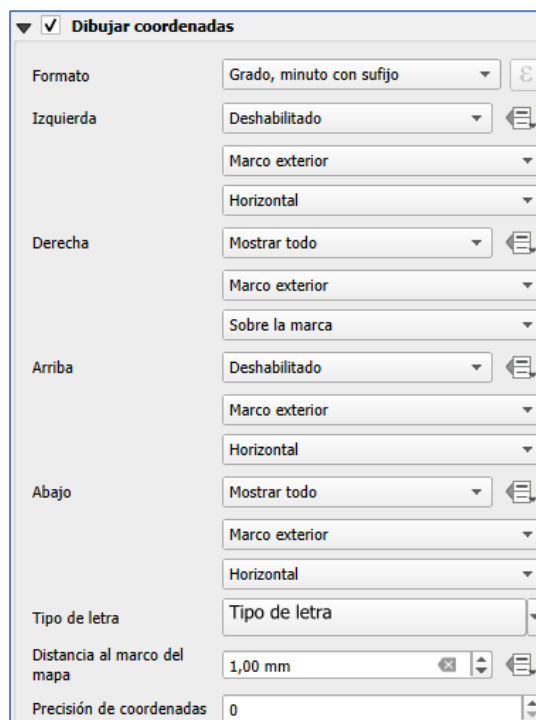 Dibujar coordenadas
Formato Grado, minuto con sufijo ε
Izquierda Deshabilitado
Marco exterior
Horizontal
Derecha Mostrar todo
Marco exterior
Sobre la marca
Arriba Deshabilitado
Marco exterior
Horizontal
Abajo Mostrar todo
Marco exterior
Horizontal
Tipo de letra Tipo de letra
Distancia al marco del
mapa 1,00 mm
Precisión de coordenadas 0